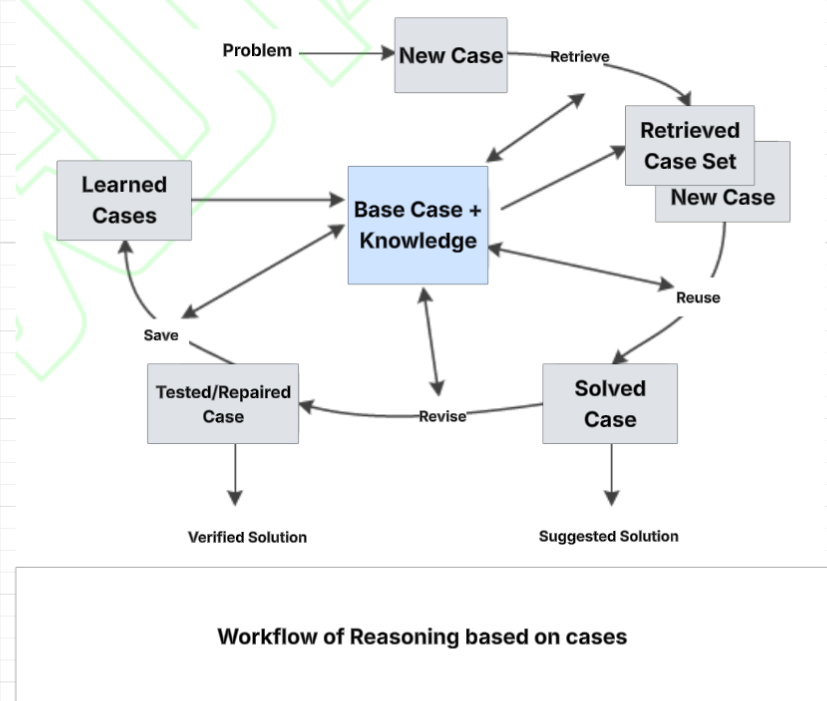 Problem
New Case
Retrieve
Retrieved
Case Set
New Case
Learned
Cases
Base Case +
Knowledge
Reuse
Save
Tested/Repaired
Case
Revise
Solved
Case
Verified Solution
Suggested Solution
Workflow of Reasoning based on cases